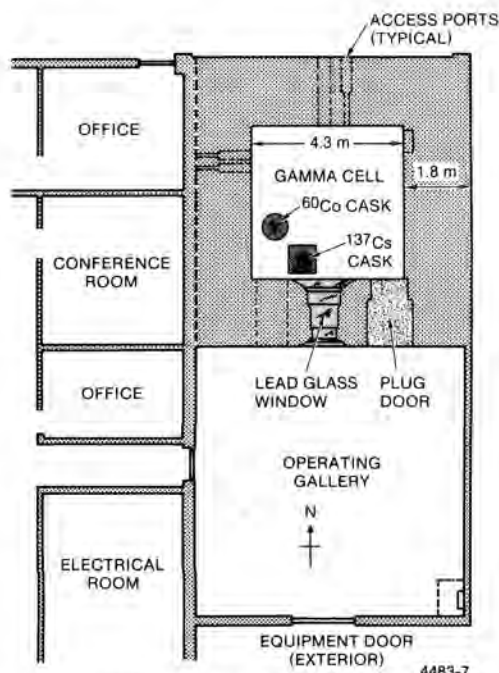 ACCESS PORTS
(TYPICAL)
OFFICE
4.3 m
GAMMA CELL
1.8 m
60Co CASK
137Cs
CASK
CONFERENCE
ROOM
OFFICE
LEAD GLASS
WINDOW
PLUG
DOOR
OPERATING
GALLERY
N
ELECTRICAL
ROOM
EQUIPMENT DOOR
(EXTERIOR)
4483-7